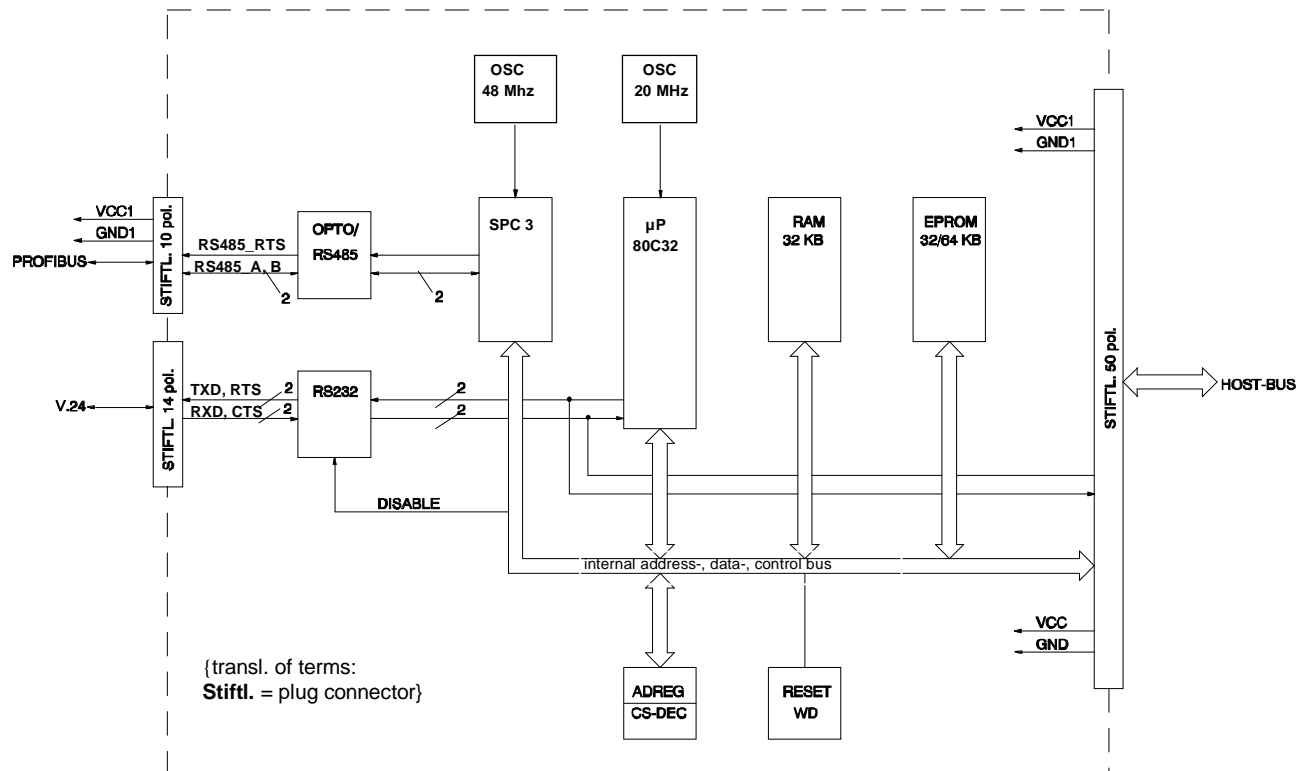 OSC
48 Mhz
OSC
20 MHz
VCC1
GND1
VCC1
GND1
PROFIBUS
STIFTL. 10 pol.
RS485_RTS
RS485_A, B
2
OPTO/
RS485
2
SPC 3
µP
80C32
RAM
32 KB
EPROM
32/64 KB
STIFTL. 50 pol.
HOST-BUS
V.24
STIFTL. 14 pol.
TXD, RTS
2
RXD, CTS
2
RS232
2
2
DISABLE
internal address-, data-, control bus
VCC
GND
{transl. of terms:
Stiftl. = plug connector}
ADREG
CS-DEC
RESET
WD